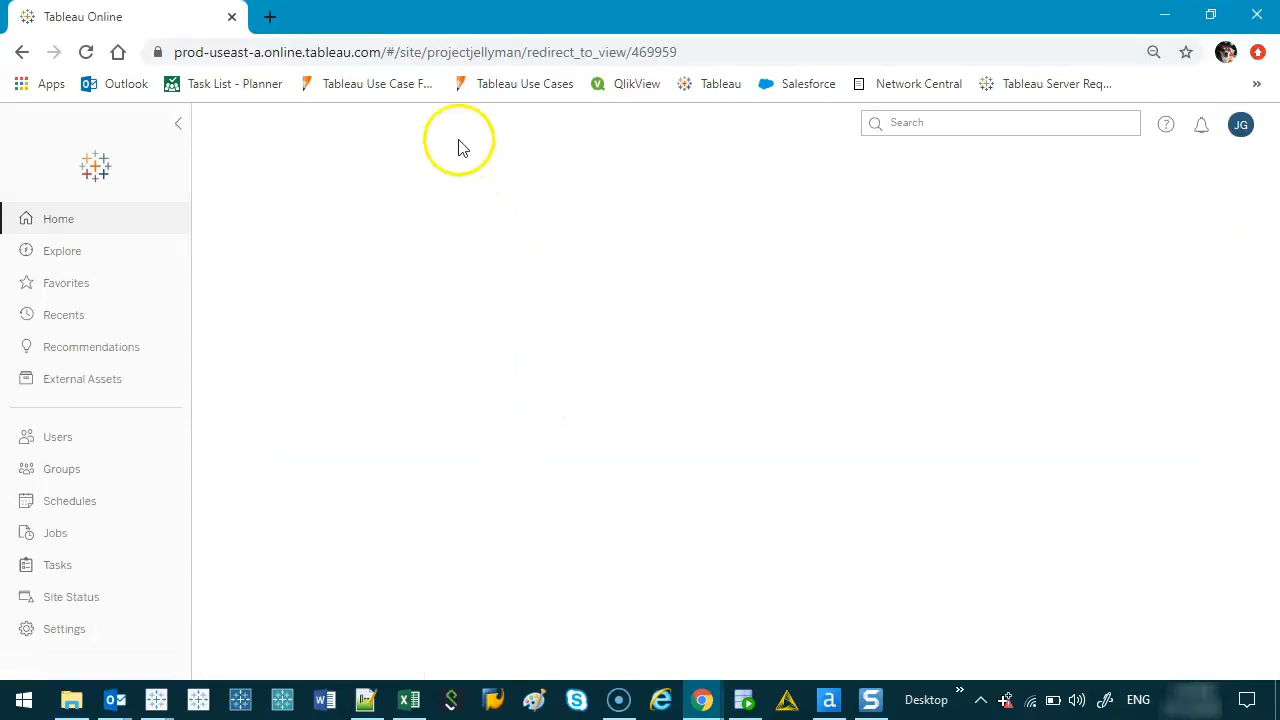 Tableau Online
prod-useast-a.online.tableau.com/#/site/projectjellyman/redirect_to_view/469959
Apps Outlook Task List - Planner Tableau Use Case F... Tableau Use Cases QlikView Tableau Salesforce Network Central Tableau Server Req... »
Search
JG
Home
Explore
Favorites
Recents
Recommendations
External Assets
Users
Groups
Schedules
Jobs
Tasks
Site Status
Settings
Desktop » ENG